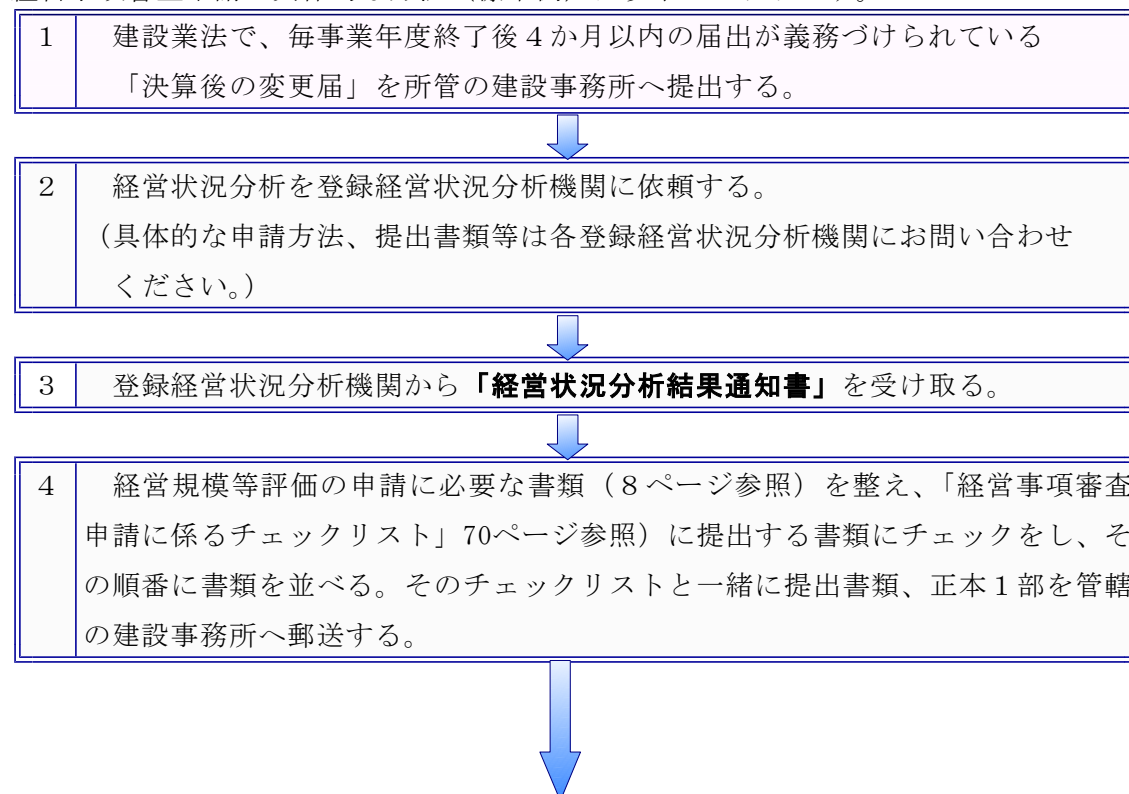 1 建設業法で、毎事業年度終了後4か月以内の届出が義務づけられている
「決算後の変更届」を所管の建設事務所へ提出する。
2 経営状況分析を登録経営状況分析機関に依頼する。
(具体的な申請方法、提出書類等は各登録経営状況分析機関にお問い合わせ
ください。)
3 登録経営状況分析機関から「経営状況分析結果通知書」を受け取る。
4 経営規模等評価の申請に必要な書類(8ページ参照)を整え、「経営事項審査
申請に係るチェックリスト」70ページ参照)に提出する書類にチェックをし、そ
の順番に書類を並べる。そのチェックリストと一緒に提出書類、正本1部を管轄
の建設事務所へ郵送する。